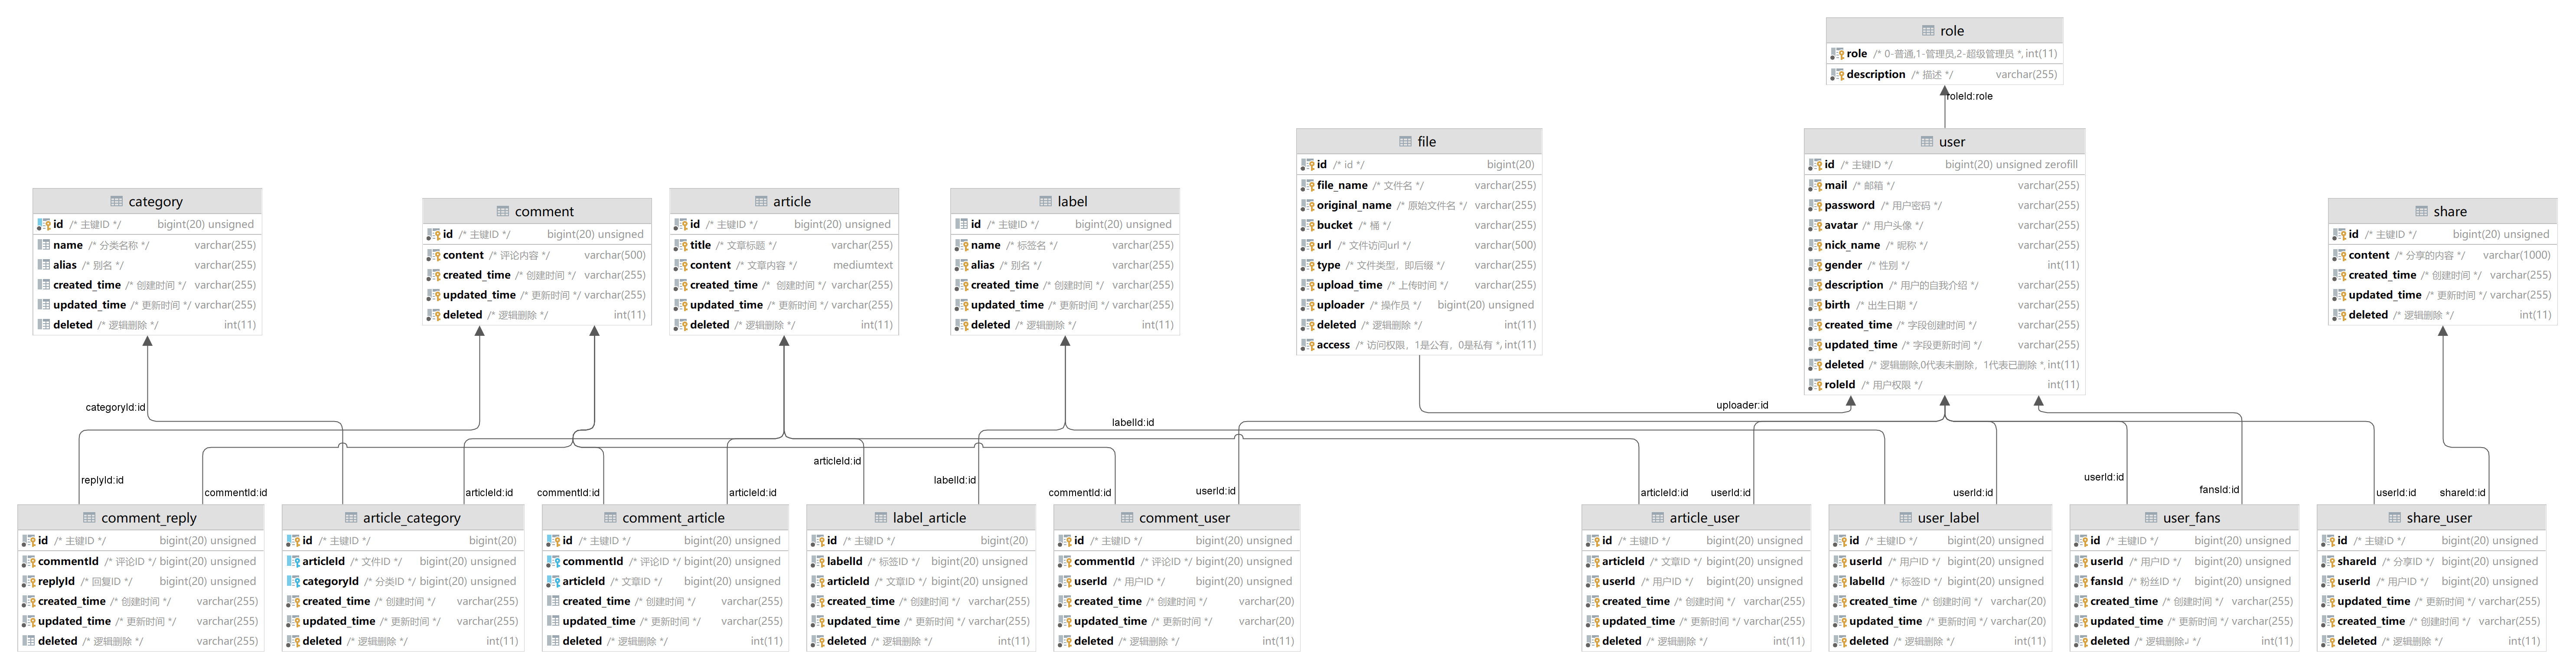 role
role /* 0-普通,1-管理员,2-超级管理员 *, int(11)
description /* 描述 */ varchar(255)
roleId:role
file
id /* id */ bigint(20)
file_name /* 文件名 */ varchar(255)
original_name /* 原始文件名 */ varchar(255)
bucket /* 桶 */ varchar(255)
url /* 文件访问url */ varchar(500)
type /* 文件类型，即后缀 */ varchar(255)
upload_time /* 上传时间 */ varchar(255)
uploader /* 操作员 */ bigint(20) unsigned
deleted /* 逻辑删除 */ int(11)
access /* 访问权限，1是公有，0是私有 *, int(11)
user
id /* 主键ID */ bigint(20) unsigned zerofill
mail /* 邮箱 */ varchar(255)
password /* 用户密码 */ varchar(255)
avatar /* 用户头像 */ varchar(255)
nick_name /* 昵称 */ varchar(255)
gender /* 性别 */ int(11)
description /* 用户的自我介绍 */ varchar(255)
birth /* 出生日期 */ varchar(255)
created_time /* 字段创建时间 */ varchar(255)
updated_time /* 字段更新时间 */ varchar(255)
deleted /* 逻辑删除,0代表未删除，1代表已删除 *, int(11)
roleId /* 用户权限 */ int(11)
category
id /* 主键ID */ bigint(20) unsigned
name /* 分类名称 */ varchar(255)
alias /* 别名 */ varchar(255)
created_time /* 创建时间 */ varchar(255)
updated_time /* 更新时间 */ varchar(255)
deleted /* 逻辑删除 */ int(11)
comment
id /* 主键ID */ bigint(20) unsigned
content /* 评论内容 */ varchar(500)
created_time /* 创建时间 */ varchar(255)
updated_time /* 更新时间 */ varchar(255)
deleted /* 逻辑删除 */ int(11)
article
id /* 主键ID */ bigint(20) unsigned
title /* 文章标题 */ varchar(255)
content /* 文章内容 */ mediumtext
created_time /* 创建时间 */ varchar(255)
updated_time /* 更新时间 */ varchar(255)
deleted /* 逻辑删除 */ int(11)
label
id /* 主键ID */ bigint(20) unsigned
name /* 标签名 */ varchar(255)
alias /* 别名 */ varchar(255)
created_time /* 创建时间 */ varchar(255)
updated_time /* 更新时间 */ varchar(255)
deleted /* 逻辑删除 */ int(11)
share
id /* 主键ID */ bigint(20) unsigned
content /* 分享的内容 */ varchar(1000)
created_time /* 创建时间 */ varchar(255)
updated_time /* 更新时间 */ varchar(255)
deleted /* 逻辑删除 */ int(11)
categoryId:id
uploader:id
labelId:id
articleId:id
replyId:id
commentId:id
articleId:id
commentId:id
articleId:id
labelId:id
commentId:id
userId:id
articleId:id
userId:id
userId:id
userId:id
fansId:id
userId:id
shareId:id
comment_reply
id /* 主键ID */ bigint(20) unsigned
commentId /* 评论ID */ bigint(20) unsigned
replyId /* 回复ID */ bigint(20) unsigned
created_time /* 创建时间 */ varchar(255)
updated_time /* 更新时间 */ varchar(255)
deleted /* 逻辑删除 */ varchar(255)
article_category
id /* 主键ID */ bigint(20)
articleId /* 文件ID */ bigint(20) unsigned
categoryId /* 分类ID */ bigint(20) unsigned
created_time /* 创建时间 */ varchar(255)
updated_time /* 更新时间 */ varchar(255)
deleted /* 逻辑删除 */ int(11)
comment_article
id /* 主键ID */ bigint(20) unsigned
commentId /* 评论ID */ bigint(20) unsigned
articleId /* 文章ID */ bigint(20) unsigned
created_time /* 创建时间 */ varchar(255)
updated_time /* 更新时间 */ varchar(255)
deleted /* 逻辑删除 */ int(11)
label_article
id /* 主键ID */ bigint(20)
labelId /* 标签ID */ bigint(20) unsigned
articleId /* 文章ID */ bigint(20) unsigned
created_time /* 创建时间 */ varchar(255)
updated_time /* 更新时间 */ varchar(255)
deleted /* 逻辑删除 */ int(11)
comment_user
id /* 主键ID */ bigint(20) unsigned
commentId /* 评论ID */ bigint(20) unsigned
userId /* 用户ID */ bigint(20) unsigned
created_time /* 创建时间 */ varchar(20)
updated_time /* 更新时间 */ varchar(20)
deleted /* 逻辑删除 */ int(11)
article_user
id /* 主键ID */ bigint(20) unsigned
articleId /* 文章ID */ bigint(20) unsigned
userId /* 用户ID */ bigint(20) unsigned
created_time /* 创建时间 */ varchar(255)
updated_time /* 更新时间 */ varchar(255)
deleted /* 逻辑删除 */ int(11)
user_label
id /* 主键ID */ bigint(20) unsigned
userId /* 用户ID */ bigint(20) unsigned
labelId /* 标签ID */ bigint(20) unsigned
created_time /* 创建时间 */ varchar(20)
updated_time /* 更新时间 */ varchar(20)
deleted /* 逻辑删除 */ int(11)
user_fans
id /* 主键ID */ bigint(20) unsigned
userId /* 用户ID */ bigint(20) unsigned
fansId /* 粉丝ID */ bigint(20) unsigned
created_time /* 创建时间 */ varchar(255)
updated_time /* 更新时间 */ varchar(255)
deleted /* 逻辑删除↲ */ int(11)
share_user
id /* 主键iD */ bigint(20) unsigned
shareId /* 分享ID */ bigint(20) unsigned
userId /* 用户ID */ bigint(20) unsigned
updated_time /* 更新时间 */ varchar(255)
created_time /* 创建时间 */ varchar(255)
deleted /* 逻辑删除 */ int(11)